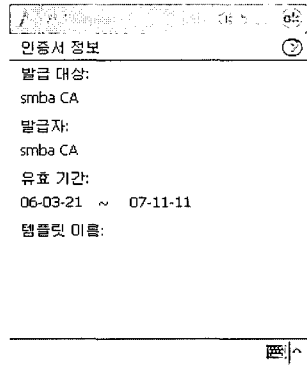 ok
인증서 정보
발급 대상:
smba CA
발급자:
smba CA
유효 기간:
06-03-21 ~ 07-11-11
템플릿 이름: